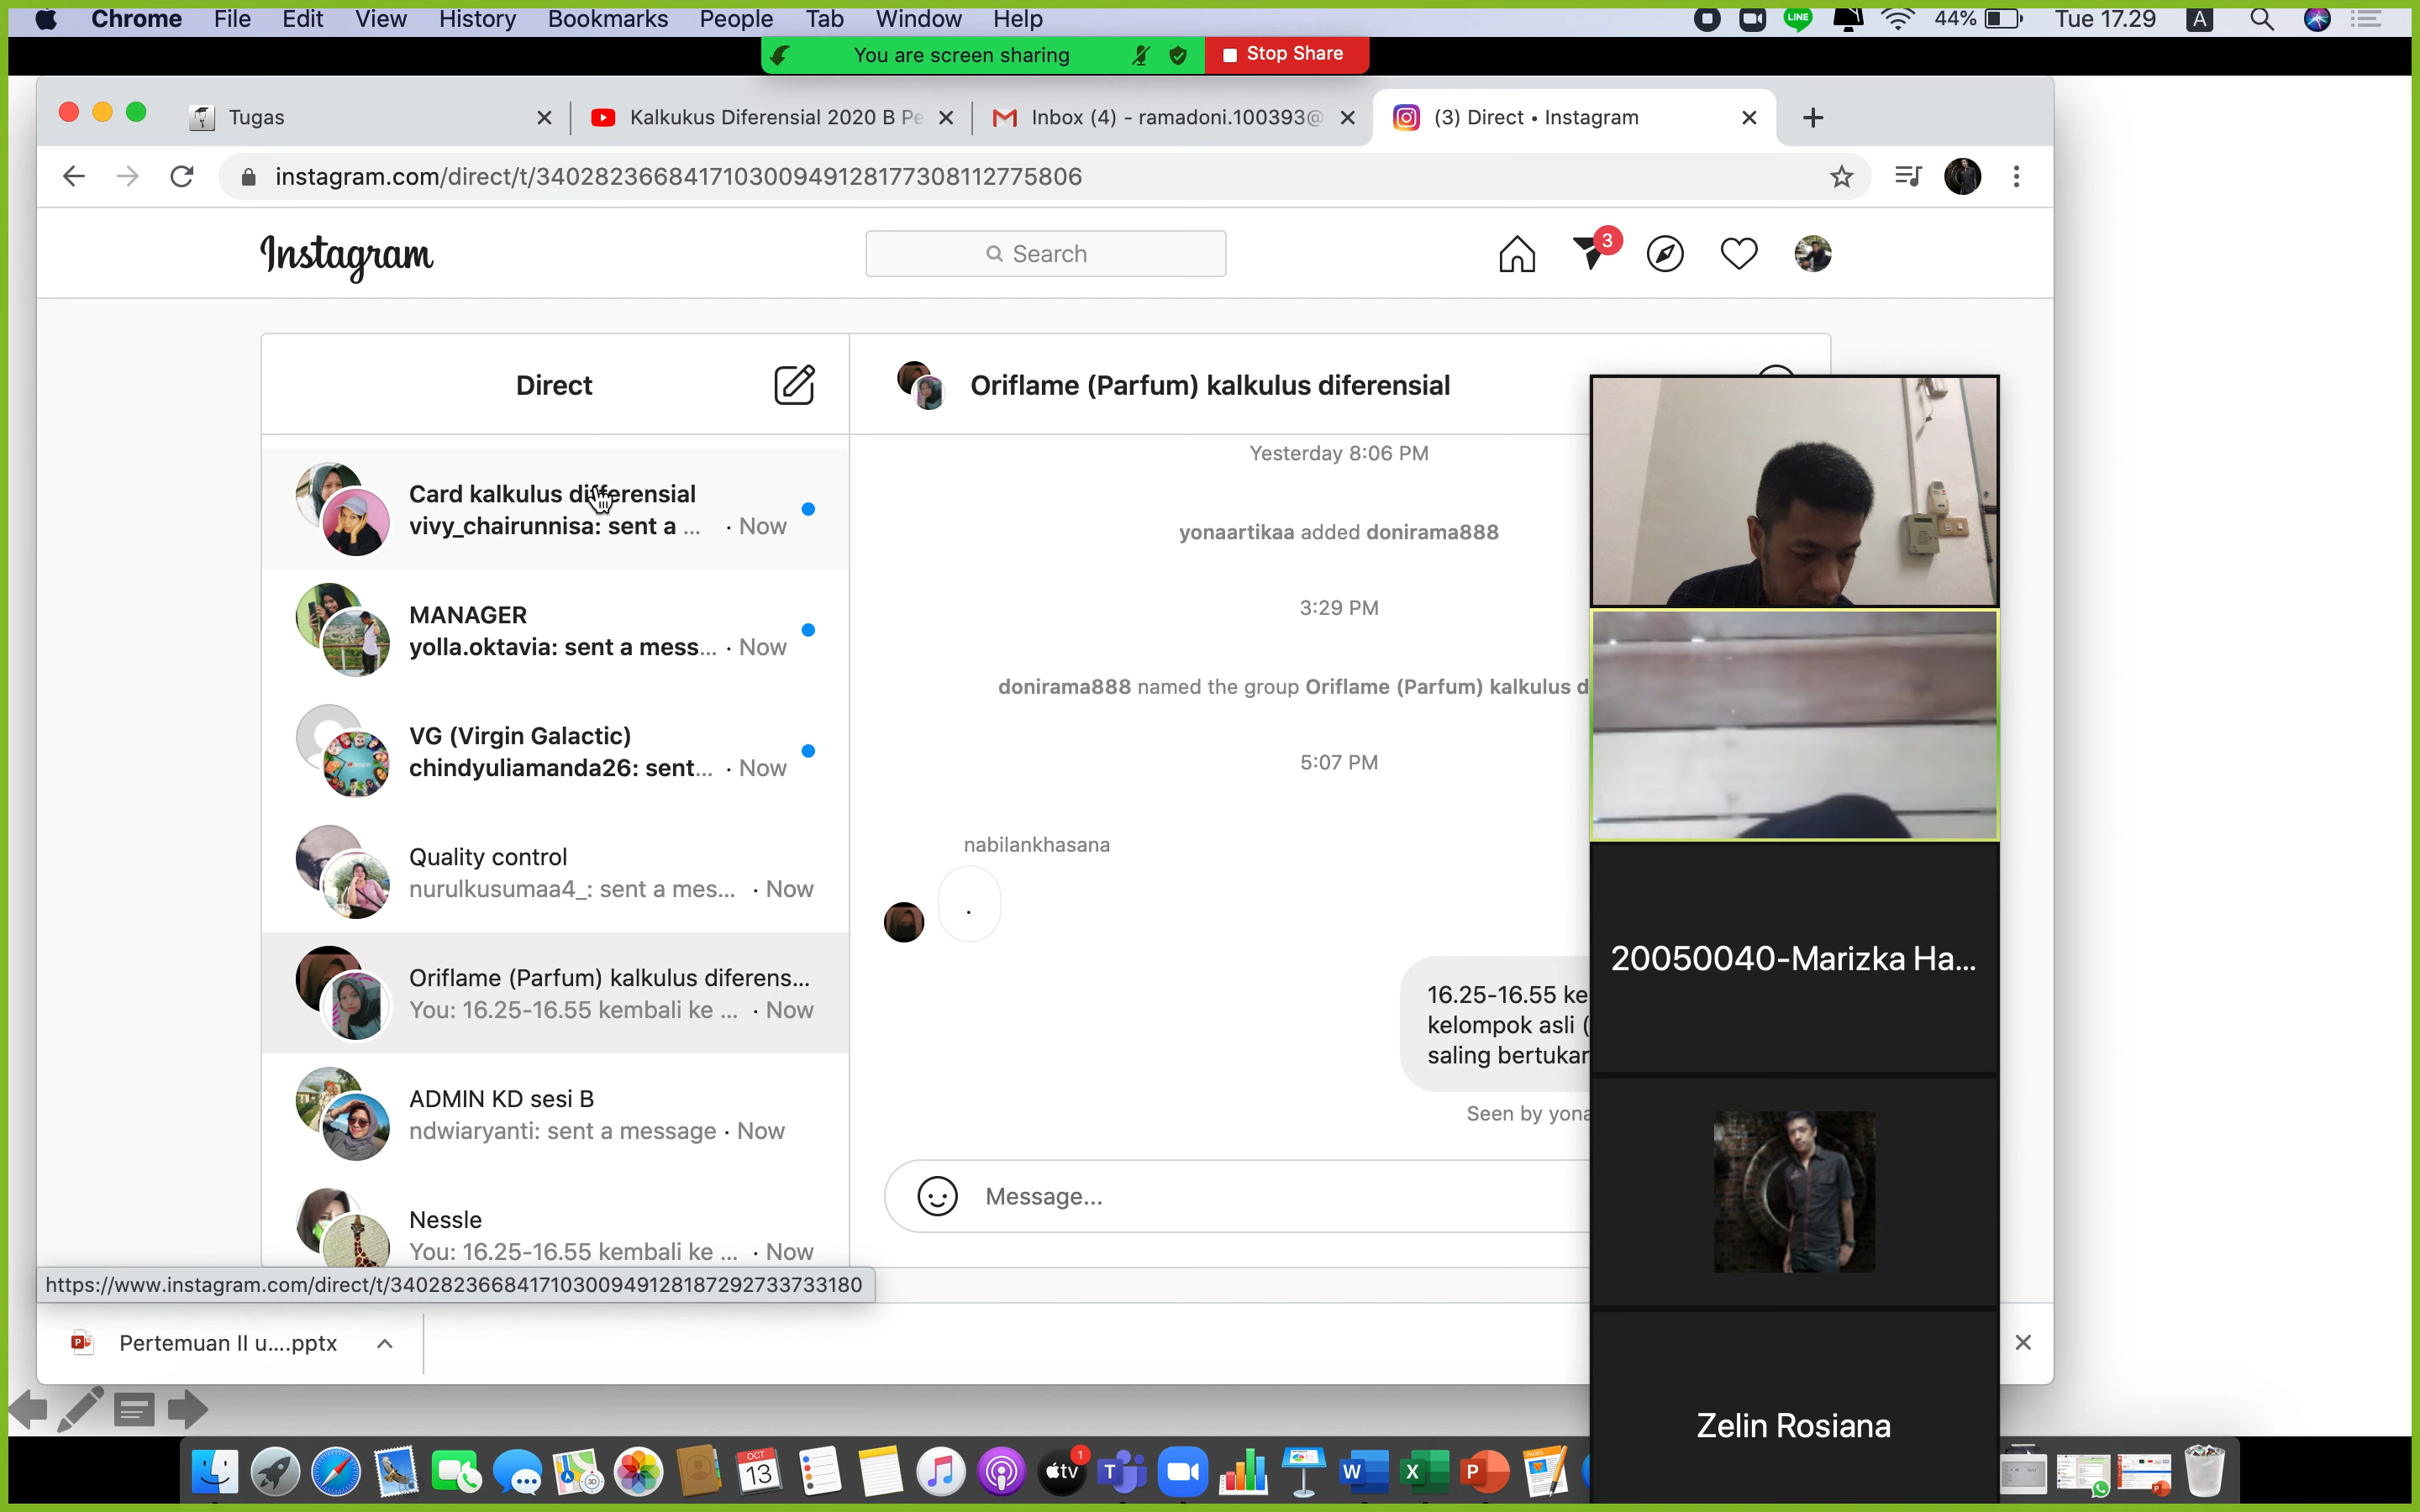 Chrome File Edit View History Bookmarks People Tab Window Help
LINE 44% Tue 17.29 A
You are screen sharing Stop Share
Tugas
Kalkukus Diferensial 2020 B Pe
Inbox (4) - ramadoni.100393@
(3) Direct • Instagram
instagram.com/direct/t/340282366841710300949128177308112775806
Instagram
Search
3
Direct
Card kalkulus differensial
vivy_chairunnisa: sent a ... · Now
MANAGER
yolla.oktavia: sent a mess... · Now
VG (Virgin Galactic)
chindyuliamanda26: sent... · Now
Quality control
nurulkusumaa4_: sent a mes... · Now
Oriflame (Parfum) kalkulus diferens...
You: 16.25-16.55 kembali ke ... · Now
ADMIN KD sesi B
ndwiaryanti: sent a message · Now
Nessle
You: 16.25-16.55 kembali ke ... · Now
Oriflame (Parfum) kalkulus diferensial
Yesterday 8:06 PM
yonaartikaa added donirama888
3:29 PM
donirama888 named the group Oriflame (Parfum) kalkulus d
5:07 PM
nabilankhasana
.
16.25-16.55 ke
kelompok asli (
saling bertukar
Seen by yona
Message...
20050040-Marizka Ha...
Zelin Rosiana
https://www.instagram.com/direct/t/340282366841710300949128187292733733180
Pertemuan II u....pptx
OCT
13
3D
tv
1
T
W
X
P
PAGES